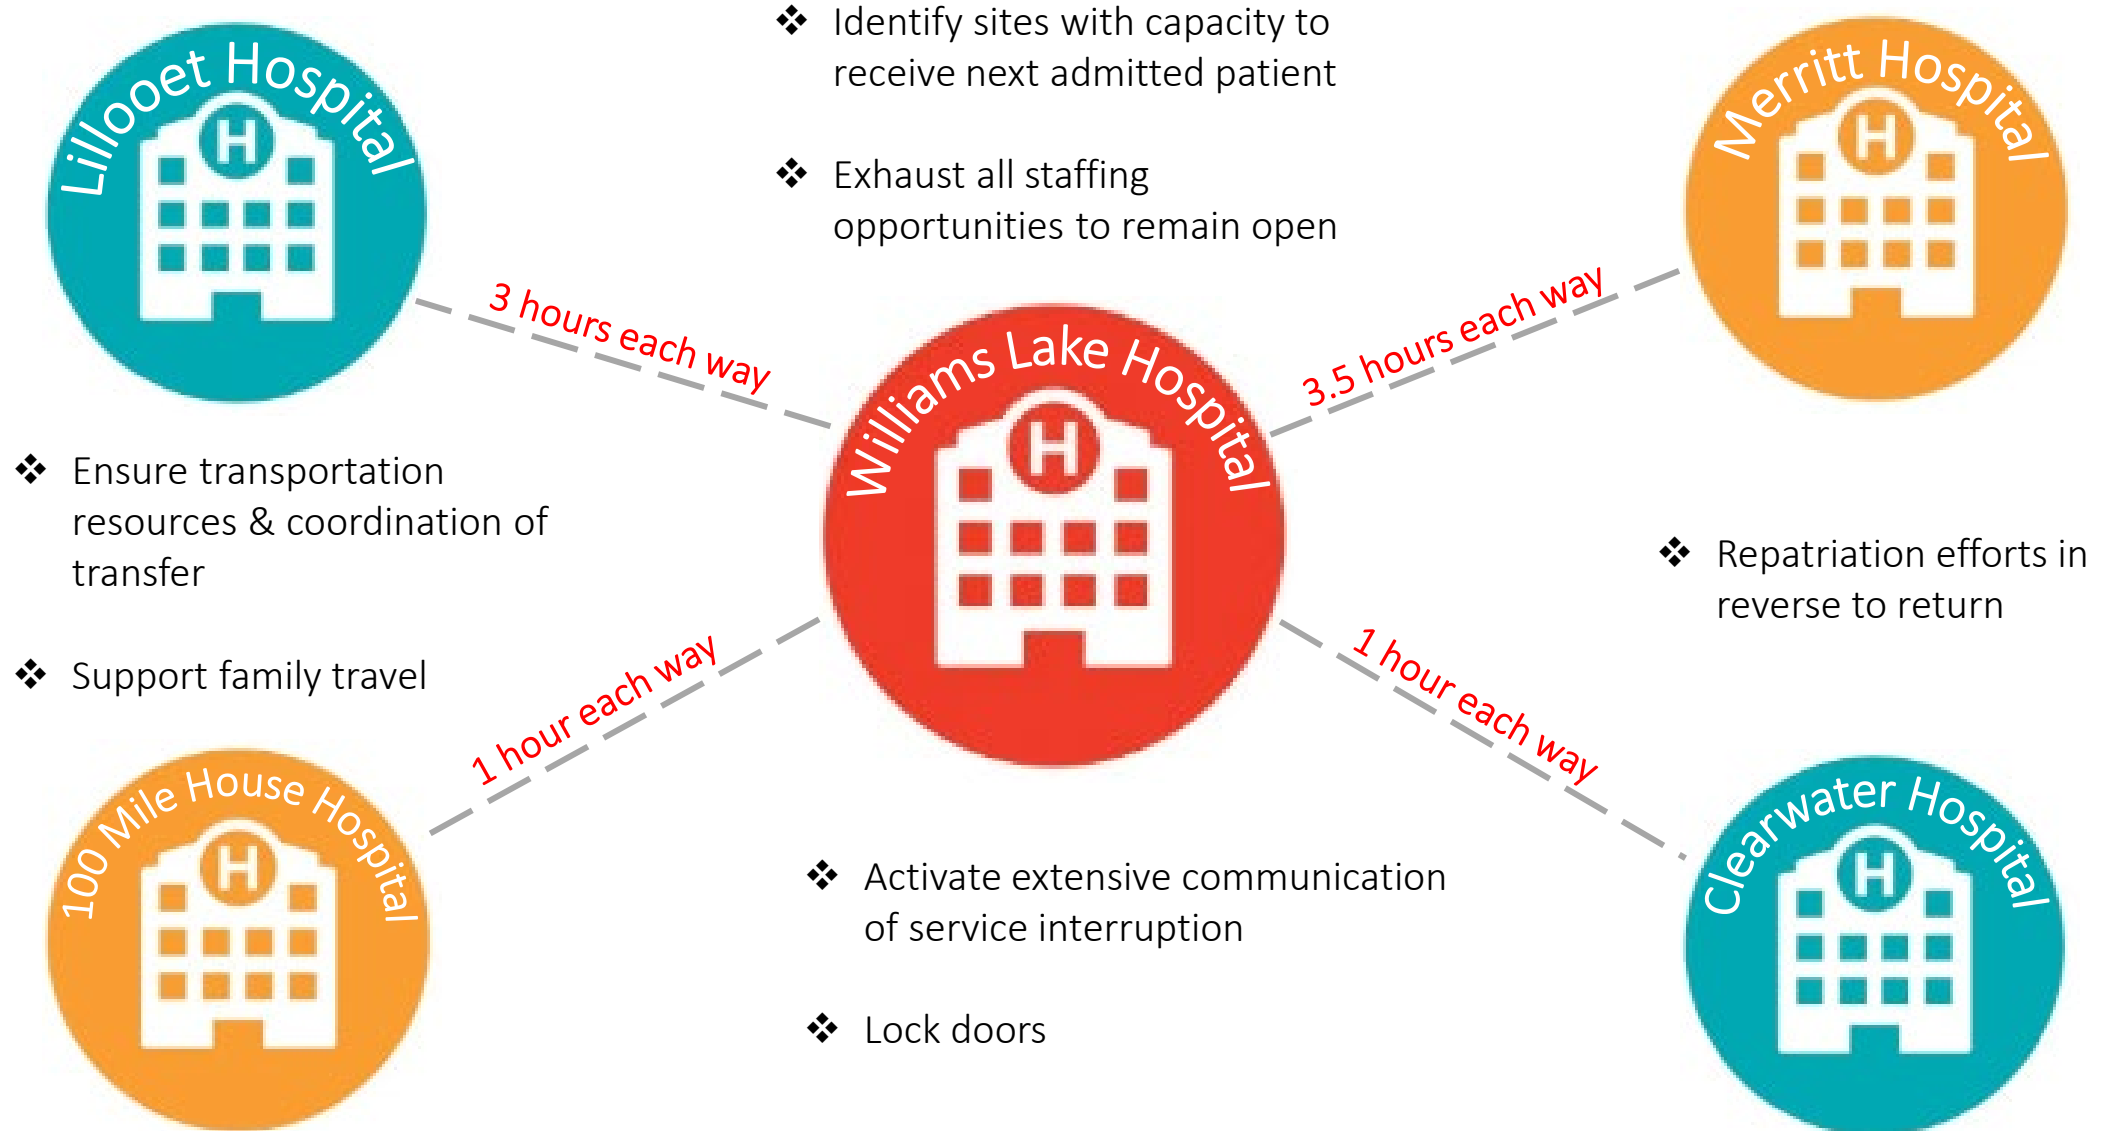 Lillooet Hospital
H
❖ Identify sites with capacity to
receive next admitted patient
❖ Exhaust all staffing
opportunities to remain open
Merritt Hospital
H
3 hours each way
3.5 hours each way
Williams Lake Hospital
H
❖ Ensure transportation
resources & coordination of
transfer
❖ Support family travel
❖ Repatriation efforts in
reverse to return
1 hour each way
1 hour each way
100 Mile House Hospital
H
❖ Activate extensive communication
of service interruption
❖ Lock doors
Clearwater Hospital
H